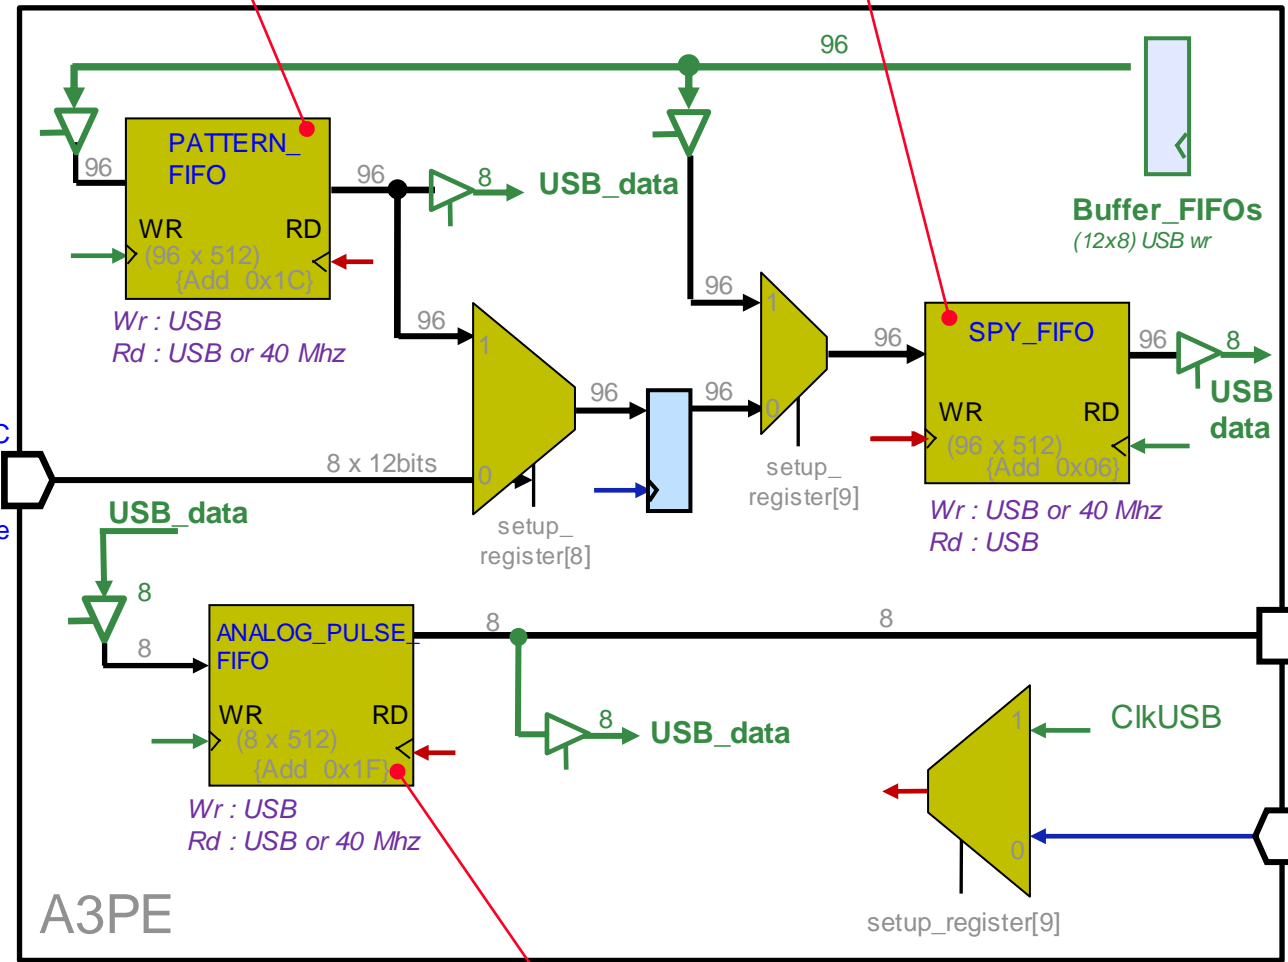 96
PATTERN_
FIFO
96
96
8
USB_data
WR
RD
(96 x 512)
{Add 0x1C}
Wr : USB
Rd : USB or 40 Mhz
Buffer_FIFOs
(12x8) USB wr
96
1
96
1
96
96
0
96
SPY_FIFO
96
8
USB
data
WR
RD
(96 x 512)
{Add 0x06}
Wr : USB or 40 Mhz
Rd : USB
C
e
8 x 12bits
0
setup_
register[8]
setup_
register[9]
USB_data
8
8
ANALOG_PULSE_
FIFO
8
8
WR
RD
(8 x 512)
{Add 0x1F}
8
USB_data
Wr : USB
Rd : USB or 40 Mhz
1
ClkUSB
0
setup_register[9]
A3PE